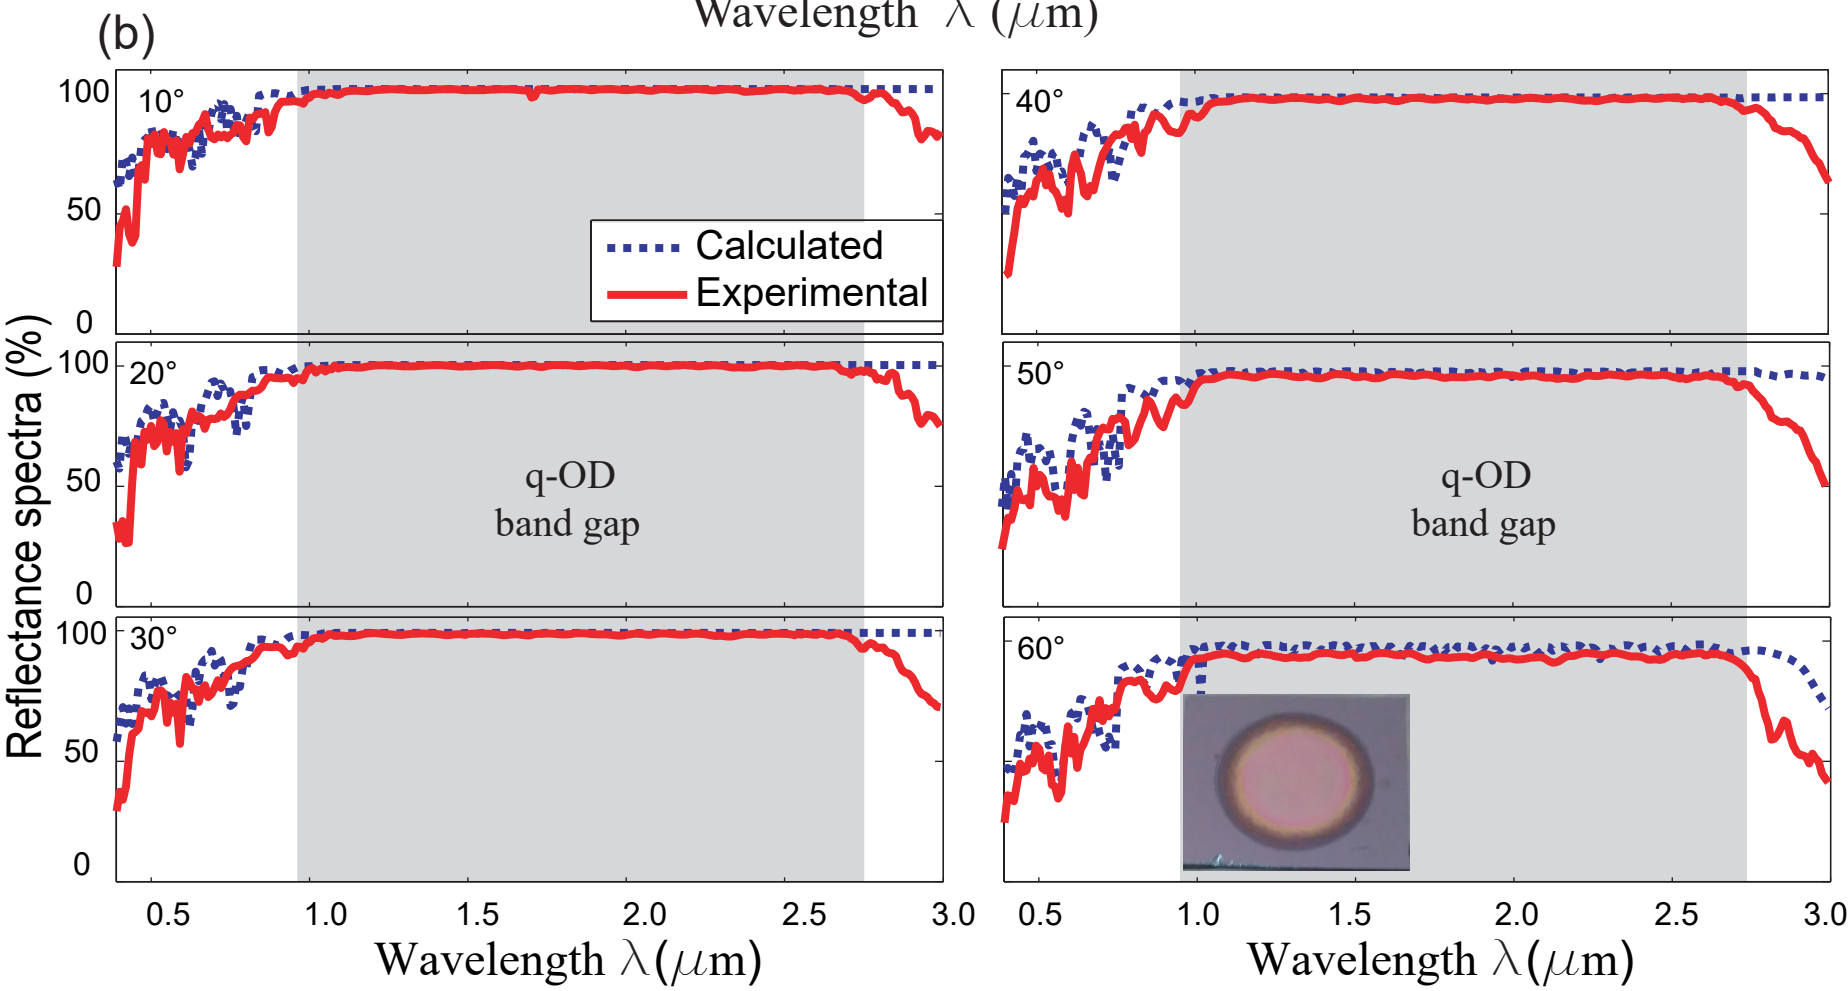 Wavelength λ (μm)
(b)
100
10°
50
0
Calculated
Experimental
40°
100
20°
50
0
q-OD
band gap
50°
q-OD
band gap
100
30°
50
0
60°
Reflectance spectra (%)
0.5 1.0 1.5 2.0 2.5 3.0
0.5 1.0 1.5 2.0 2.5 3.0
Wavelength λ(μm)
Wavelength λ(μm)